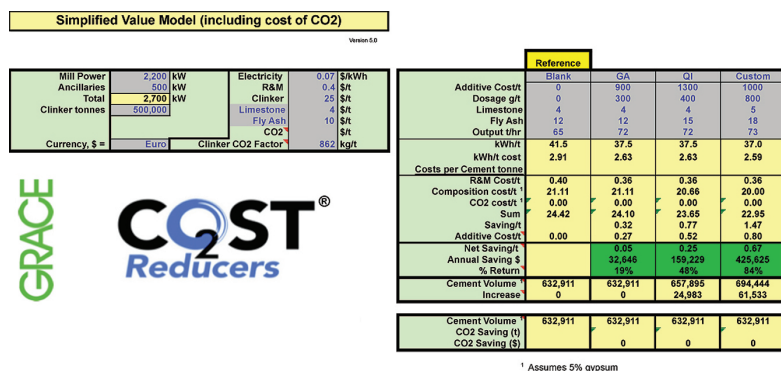 Simplified Value Model (including cost of CO2)
Version 5.0
Mill Power 2,200 kW Electricity 0.07 $/kWh
Ancillaries 500 kW R&M 0.4 $/t
Total 2,700 kW Clinker 25 $/t
Clinker tonnes 500,000 Limestone 4 $/t
Fly Ash 10 $/t
CO2 $/t
Currency, $ = Euro Clinker CO2 Factor 862 kg/t
GRACE
CO2ST®
Reducers
Reference
Blank GA QI Custom
Additive Cost/t 0 900 1300 1000
Dosage g/t 0 300 400 800
Limestone 4 4 4 5
Fly Ash 12 12 15 18
Output t/hr 65 72 72 73
kWh/t 41.5 37.5 37.5 37.0
kWh/t cost 2.91 2.63 2.63 2.59
Costs per Cement tonne
R&M Cost/t 0.40 0.36 0.36 0.36
Composition cost/t ¹ 21.11 21.11 20.66 20.00
CO2 cost/t ¹ 0.00 0.00 0.00 0.00
Sum 24.42 24.10 23.65 22.95
Saving/t 0.32 0.77 1.47
Additive Cost/t 0.00 0.27 0.52 0.80
Net Saving/t 0.05 0.25 0.67
Annual Saving $ 32,646 159,229 425,625
% Return 19% 48% 84%
Cement Volume ¹ 632,911 632,911 657,895 694,444
Increase 0 0 24,983 61,533
Cement Volume ¹ 632,911 632,911 632,911 632,911
CO2 Saving (t)
CO2 Saving ($) 0 0 0
¹ Assumes 5% gypsum